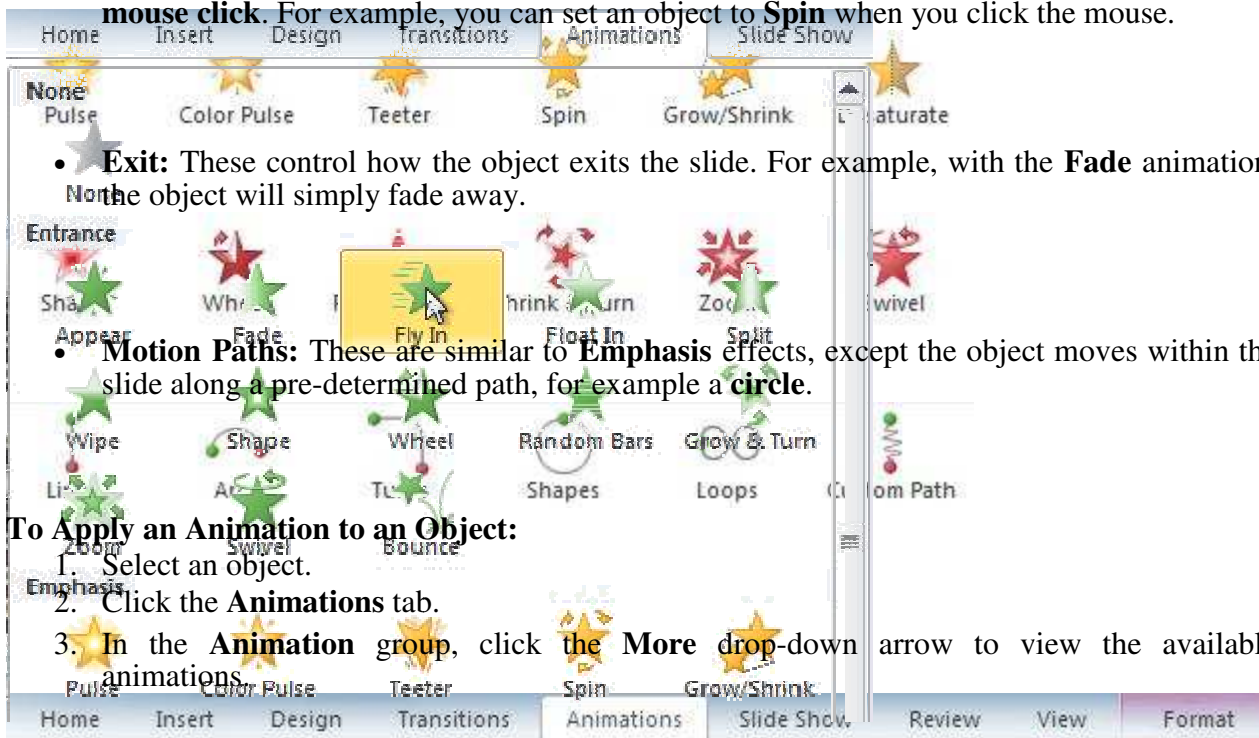 mouse click. For example, you can set an object to Spin when you click the mouse.
Home Insert Design Transitions Animations Slide Show
None
Pulse Color Pulse Teeter Spin Grow/Shrink
• Exit: These control how the object exits the slide. For example, with the Fade animation
None the object will simply fade away.
Entrance
Swivel
Appear Fade Fly In Float In Split
• Motion Paths: These are similar to Emphasis effects, except the object moves within th
slide along a pre-determined path, for example a circle.
Wipe Shape Wheel Random Bars Grow & Turn
Shapes Loops Path
To Apply an Animation to an Object:
Zoom Swivel Bounce
1. Select an object.
Emphasis
2. Click the Animations tab.
3. In the Animation group, click the More drop-down arrow to view the availabl
animations.
Pulse Color Pulse Teeter Spin Grow/Shrink
Home Insert Design Transitions Animations Slide Show Review View Format